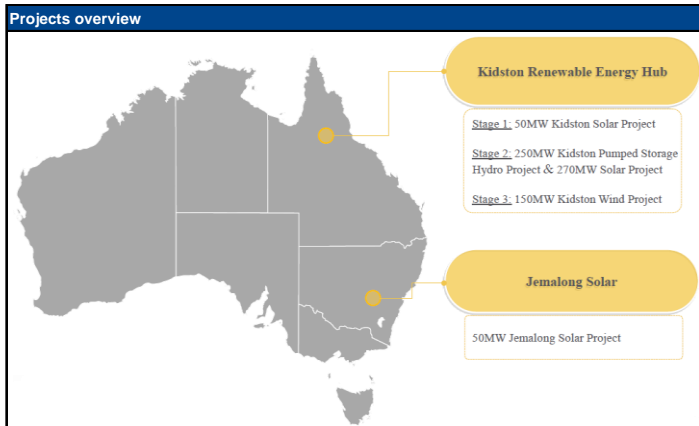 Projects overview
Kidston Renewable Energy Hub
Stage 1: 50MW Kidston Solar Project
Stage 2: 250MW Kidston Pumped Storage
Hydro Project & 270MW Solar Project
Stage 3: 150MW Kidston Wind Project
Jemalong Solar
50MW Jemalong Solar Project